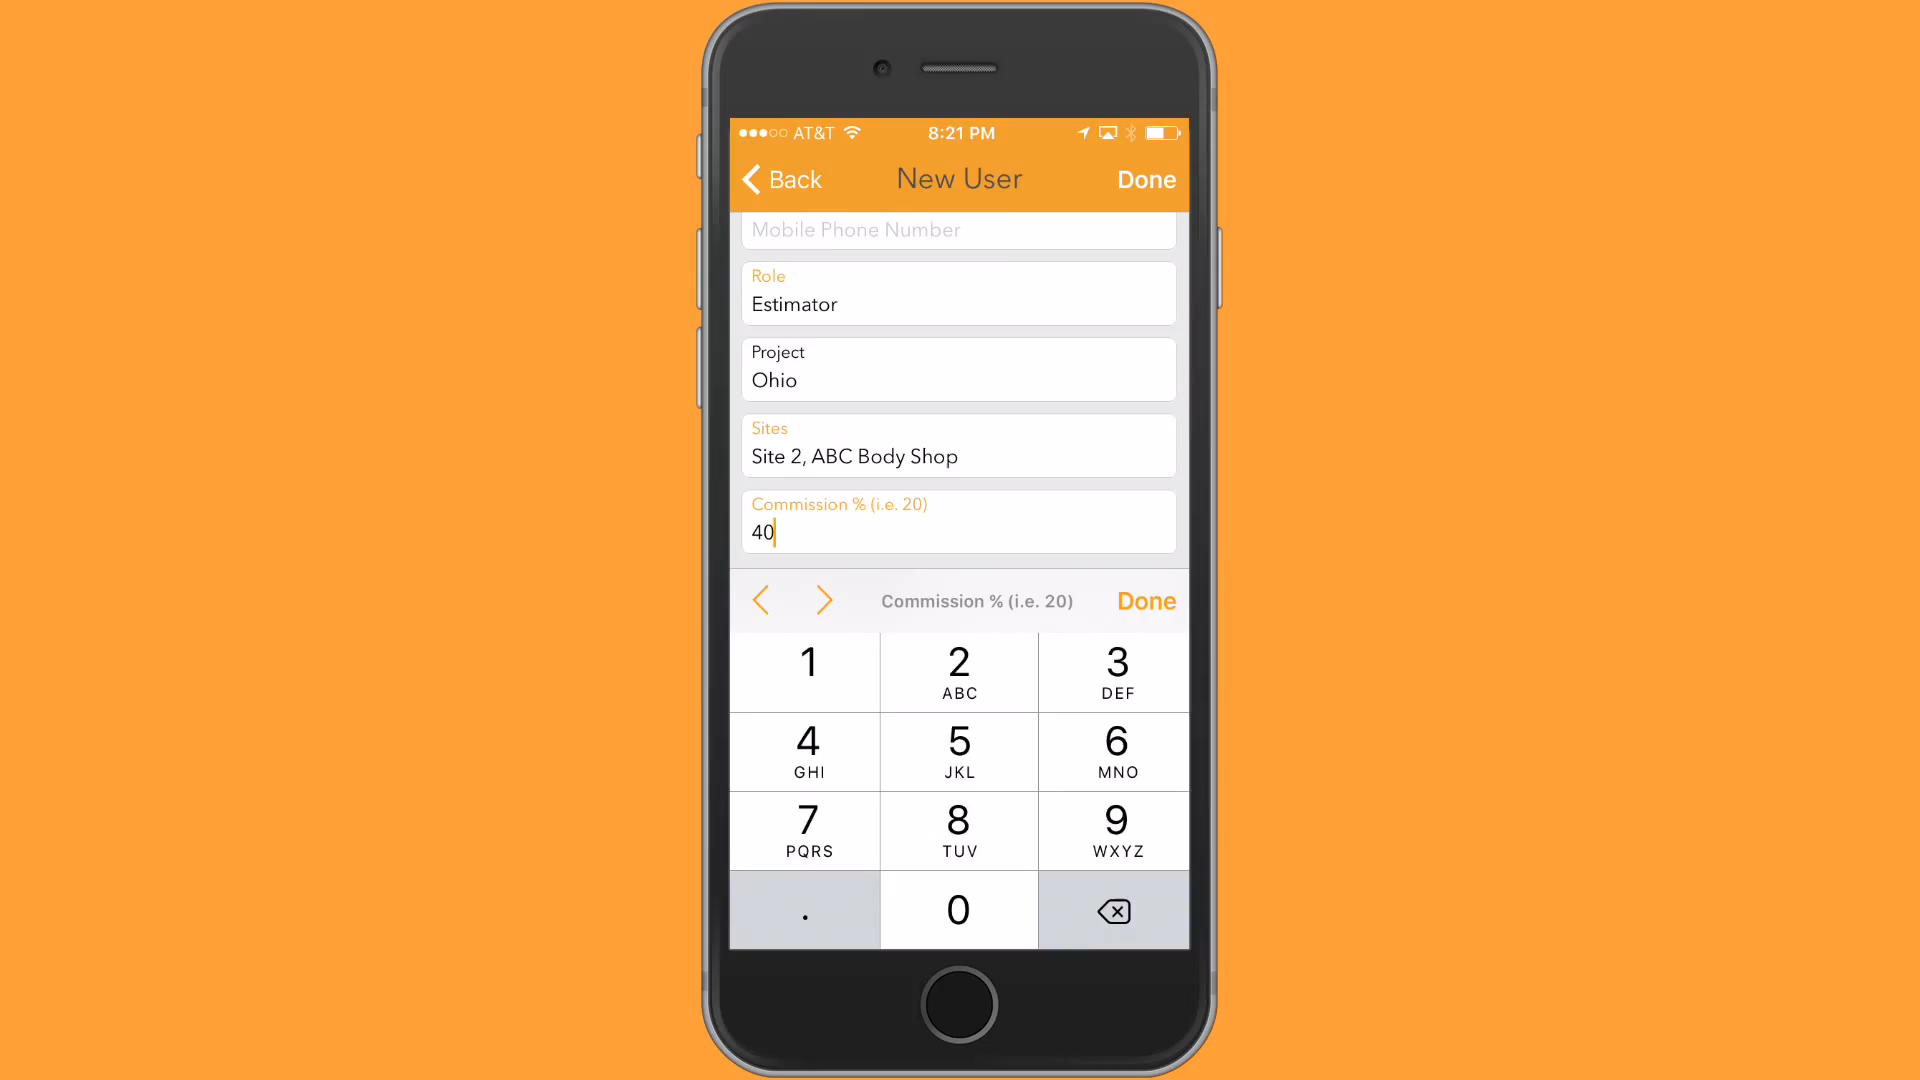 AT&T 8:21 PM
Back New User Done
Mobile Phone Number
Role
Estimator
Project
Ohio
Sites
Site 2, ABC Body Shop
Commission % (i.e. 20)
40
Commission % (i.e. 20) Done
1 2 3
ABC DEF
4 5 6
GHI JKL MNO
7 8 9
PQRS TUV WXYZ
. 0